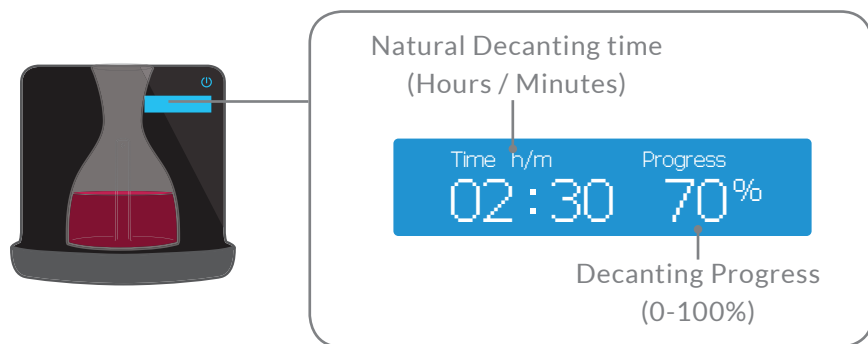 Natural Decanting time
(Hours / Minutes)
Time h/m Progress
02:30 70%
Decanting Progress
(0-100%)